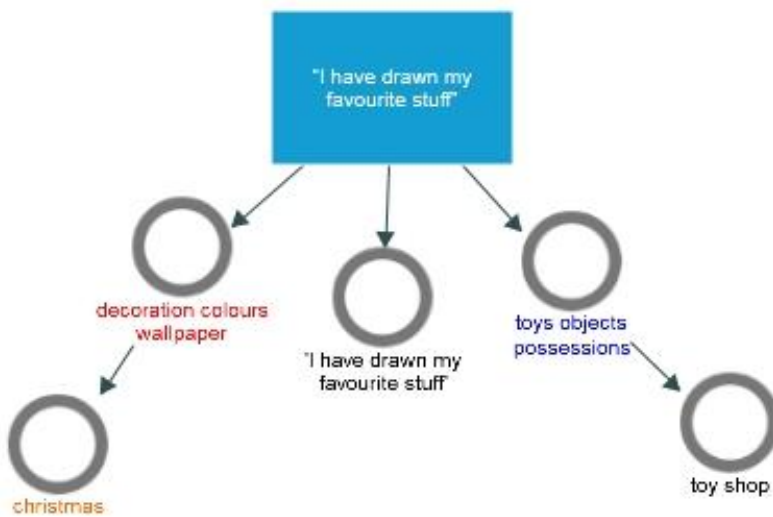 "I have drawn my
favourite stuff"
decoration colours
wallpaper
"I have drawn my
favourite stuff"
toys objects
possessions
christmas
toy shop